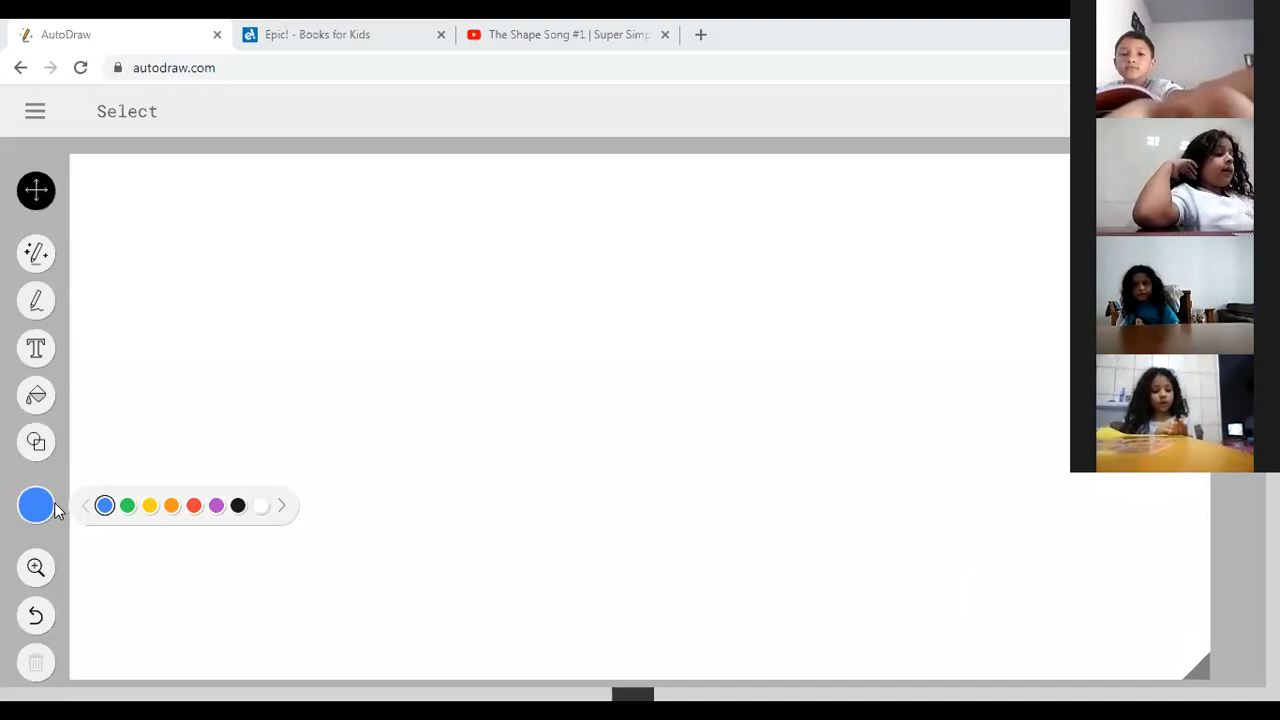 AutoDraw
Epic! - Books for Kids
The Shape Song #1 | Super Simp
autodraw.com
Select
T